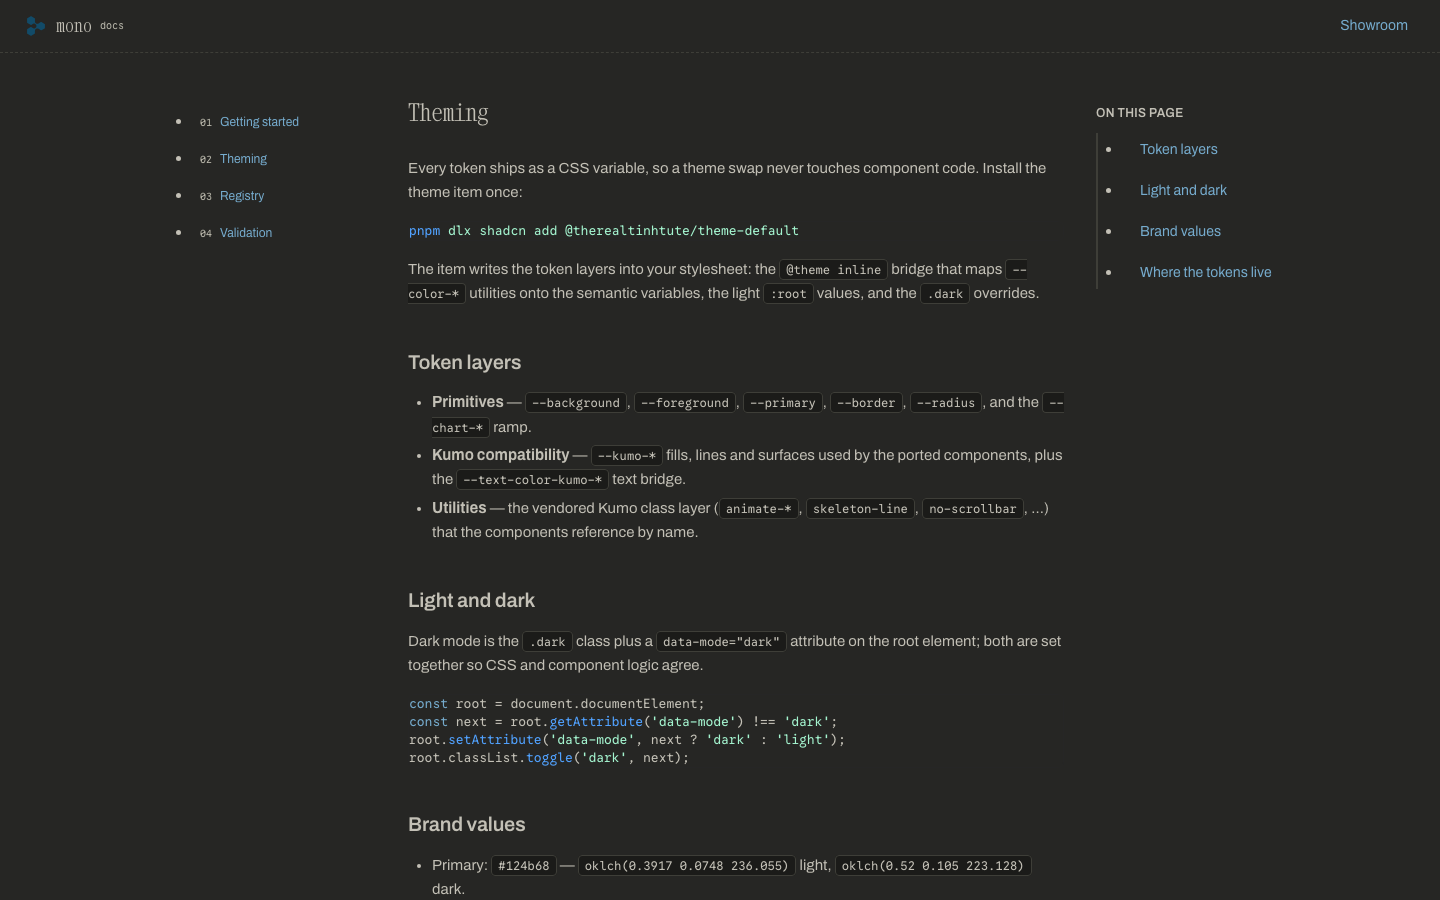 mono docs
Showroom
01 Getting started
02 Theming
03 Registry
04 Validation
Theming
Every token ships as a CSS variable, so a theme swap never touches component code. Install the
theme item once:
pnpm dlx shadcn add @therealtinhtute/theme-default
The item writes the token layers into your stylesheet: the @theme inline bridge that maps --
color-* utilities onto the semantic variables, the light :root values, and the .dark overrides.
Token layers
• Primitives — --background, --foreground, --primary, --border, --radius, and the --
chart-* ramp.
• Kumo compatibility — --kumo-* fills, lines and surfaces used by the ported components, plus
the --text-color-kumo-* text bridge.
• Utilities — the vendored Kumo class layer (animate-*, skeleton-line, no-scrollbar, …)
that the components reference by name.
Light and dark
Dark mode is the .dark class plus a data-mode="dark" attribute on the root element; both are set
together so CSS and component logic agree.
const root = document.documentElement;
const next = root.getAttribute('data-mode') !== 'dark';
root.setAttribute('data-mode', next ? 'dark' : 'light');
root.classList.toggle('dark', next);
Brand values
• Primary: #124b68 — oklch(0.3917 0.0748 236.055) light, oklch(0.52 0.105 223.128)
dark.
ON THIS PAGE
Token layers
Light and dark
Brand values
Where the tokens live